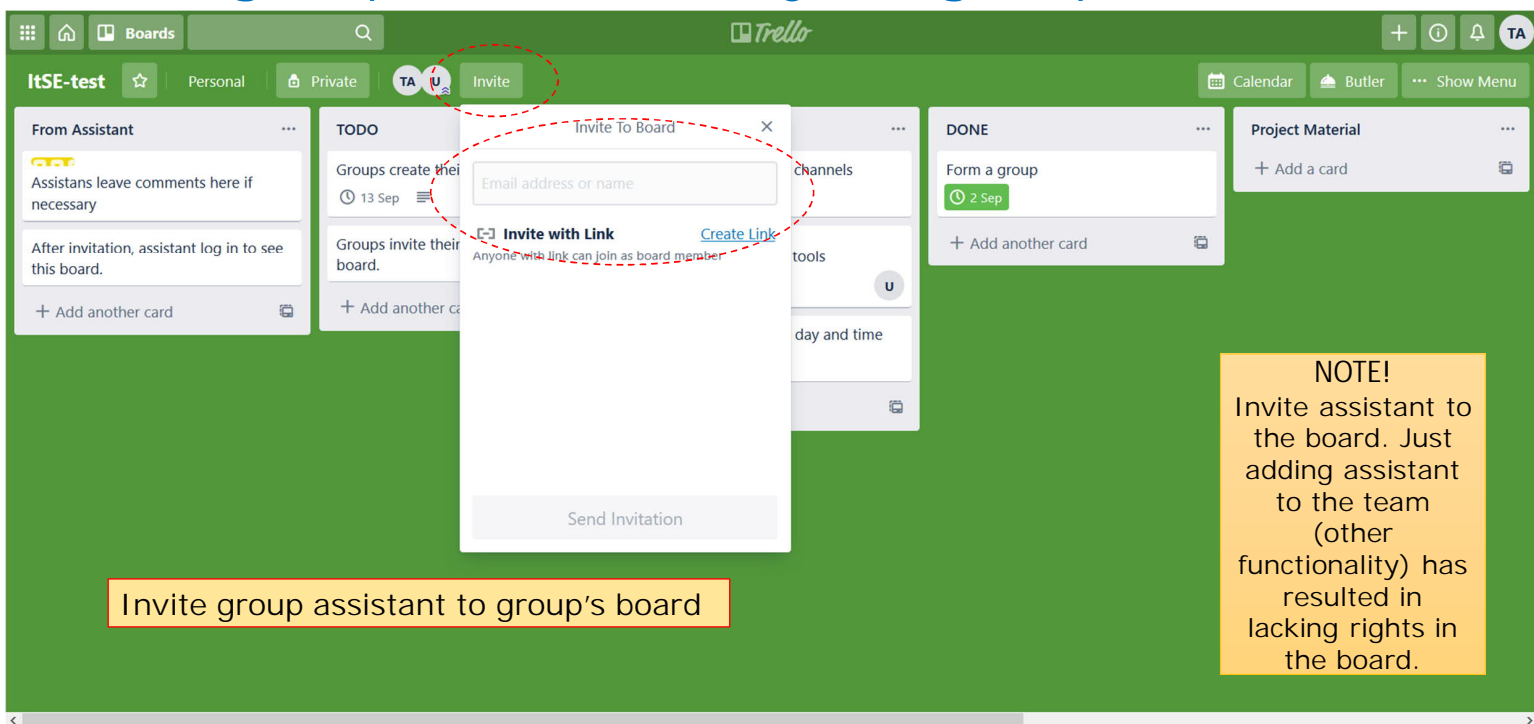 Boards
Trello
TA
ItSE-test
Personal
Private
TA
U
Invite
Calendar
Butler
Show Menu
From Assistant
Assistans leave comments here if
necessary
After invitation, assistant log in to see
this board.
+ Add another card
TODO
Groups create thei
13 Sep
Groups invite their
board.
+ Add another ca
Invite To Board
Email address or name
Invite with Link
Create Link
Anyone with link can join as board member
Send Invitation
channels
tools
U
day and time
DONE
Form a group
2 Sep
+ Add another card
Project Material
+ Add a card
Invite group assistant to group's board
NOTE!
Invite assistant to
the board. Just
adding assistant
to the team
(other
functionality) has
resulted in
lacking rights in
the board.